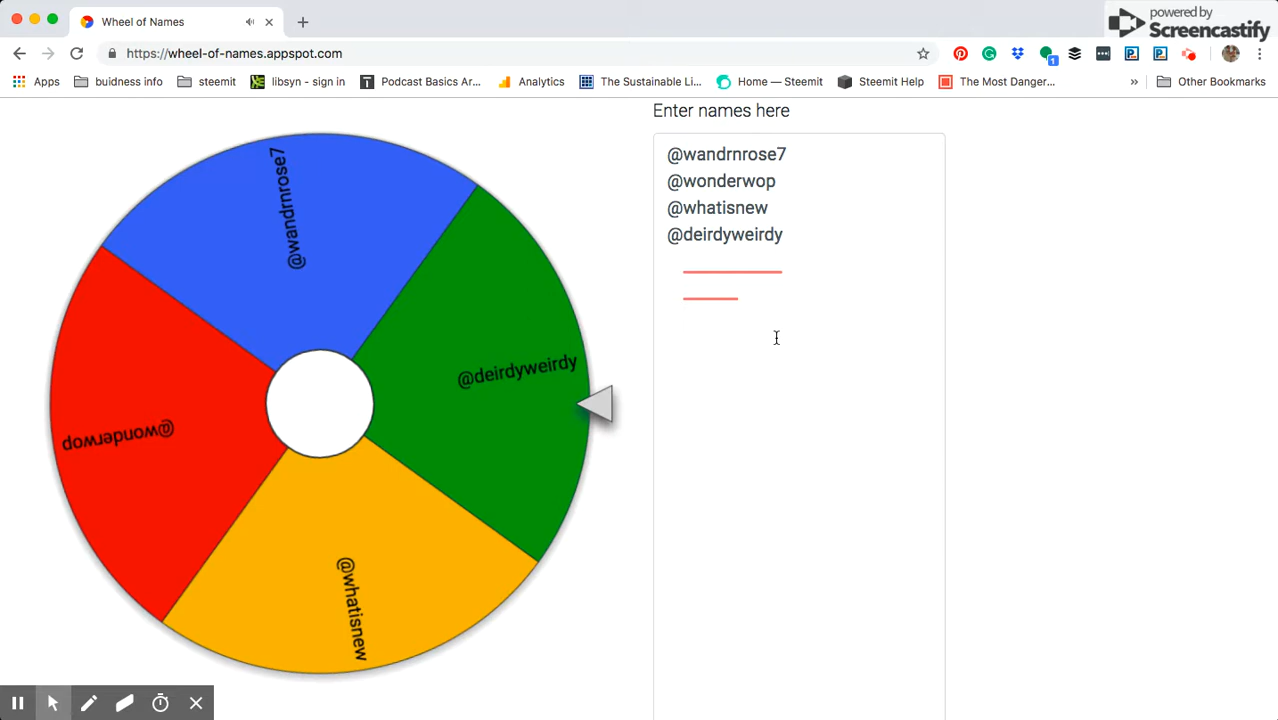 Wheel of Names
powered by
Screencastify
https://wheel-of-names.appspot.com
1
Apps
buidness info
steemit
libsyn - sign in
Podcast Basics Ar...
Analytics
The Sustainable Li...
Home — Steemit
Steemit Help
The Most Danger...
»
Other Bookmarks
Enter names here
@wandrnrose7
@wonderwop
@whatisnew
@deirdyweirdy
@wandrnrose7
@deirdyweirdy
@wonderwop
@whatisnew